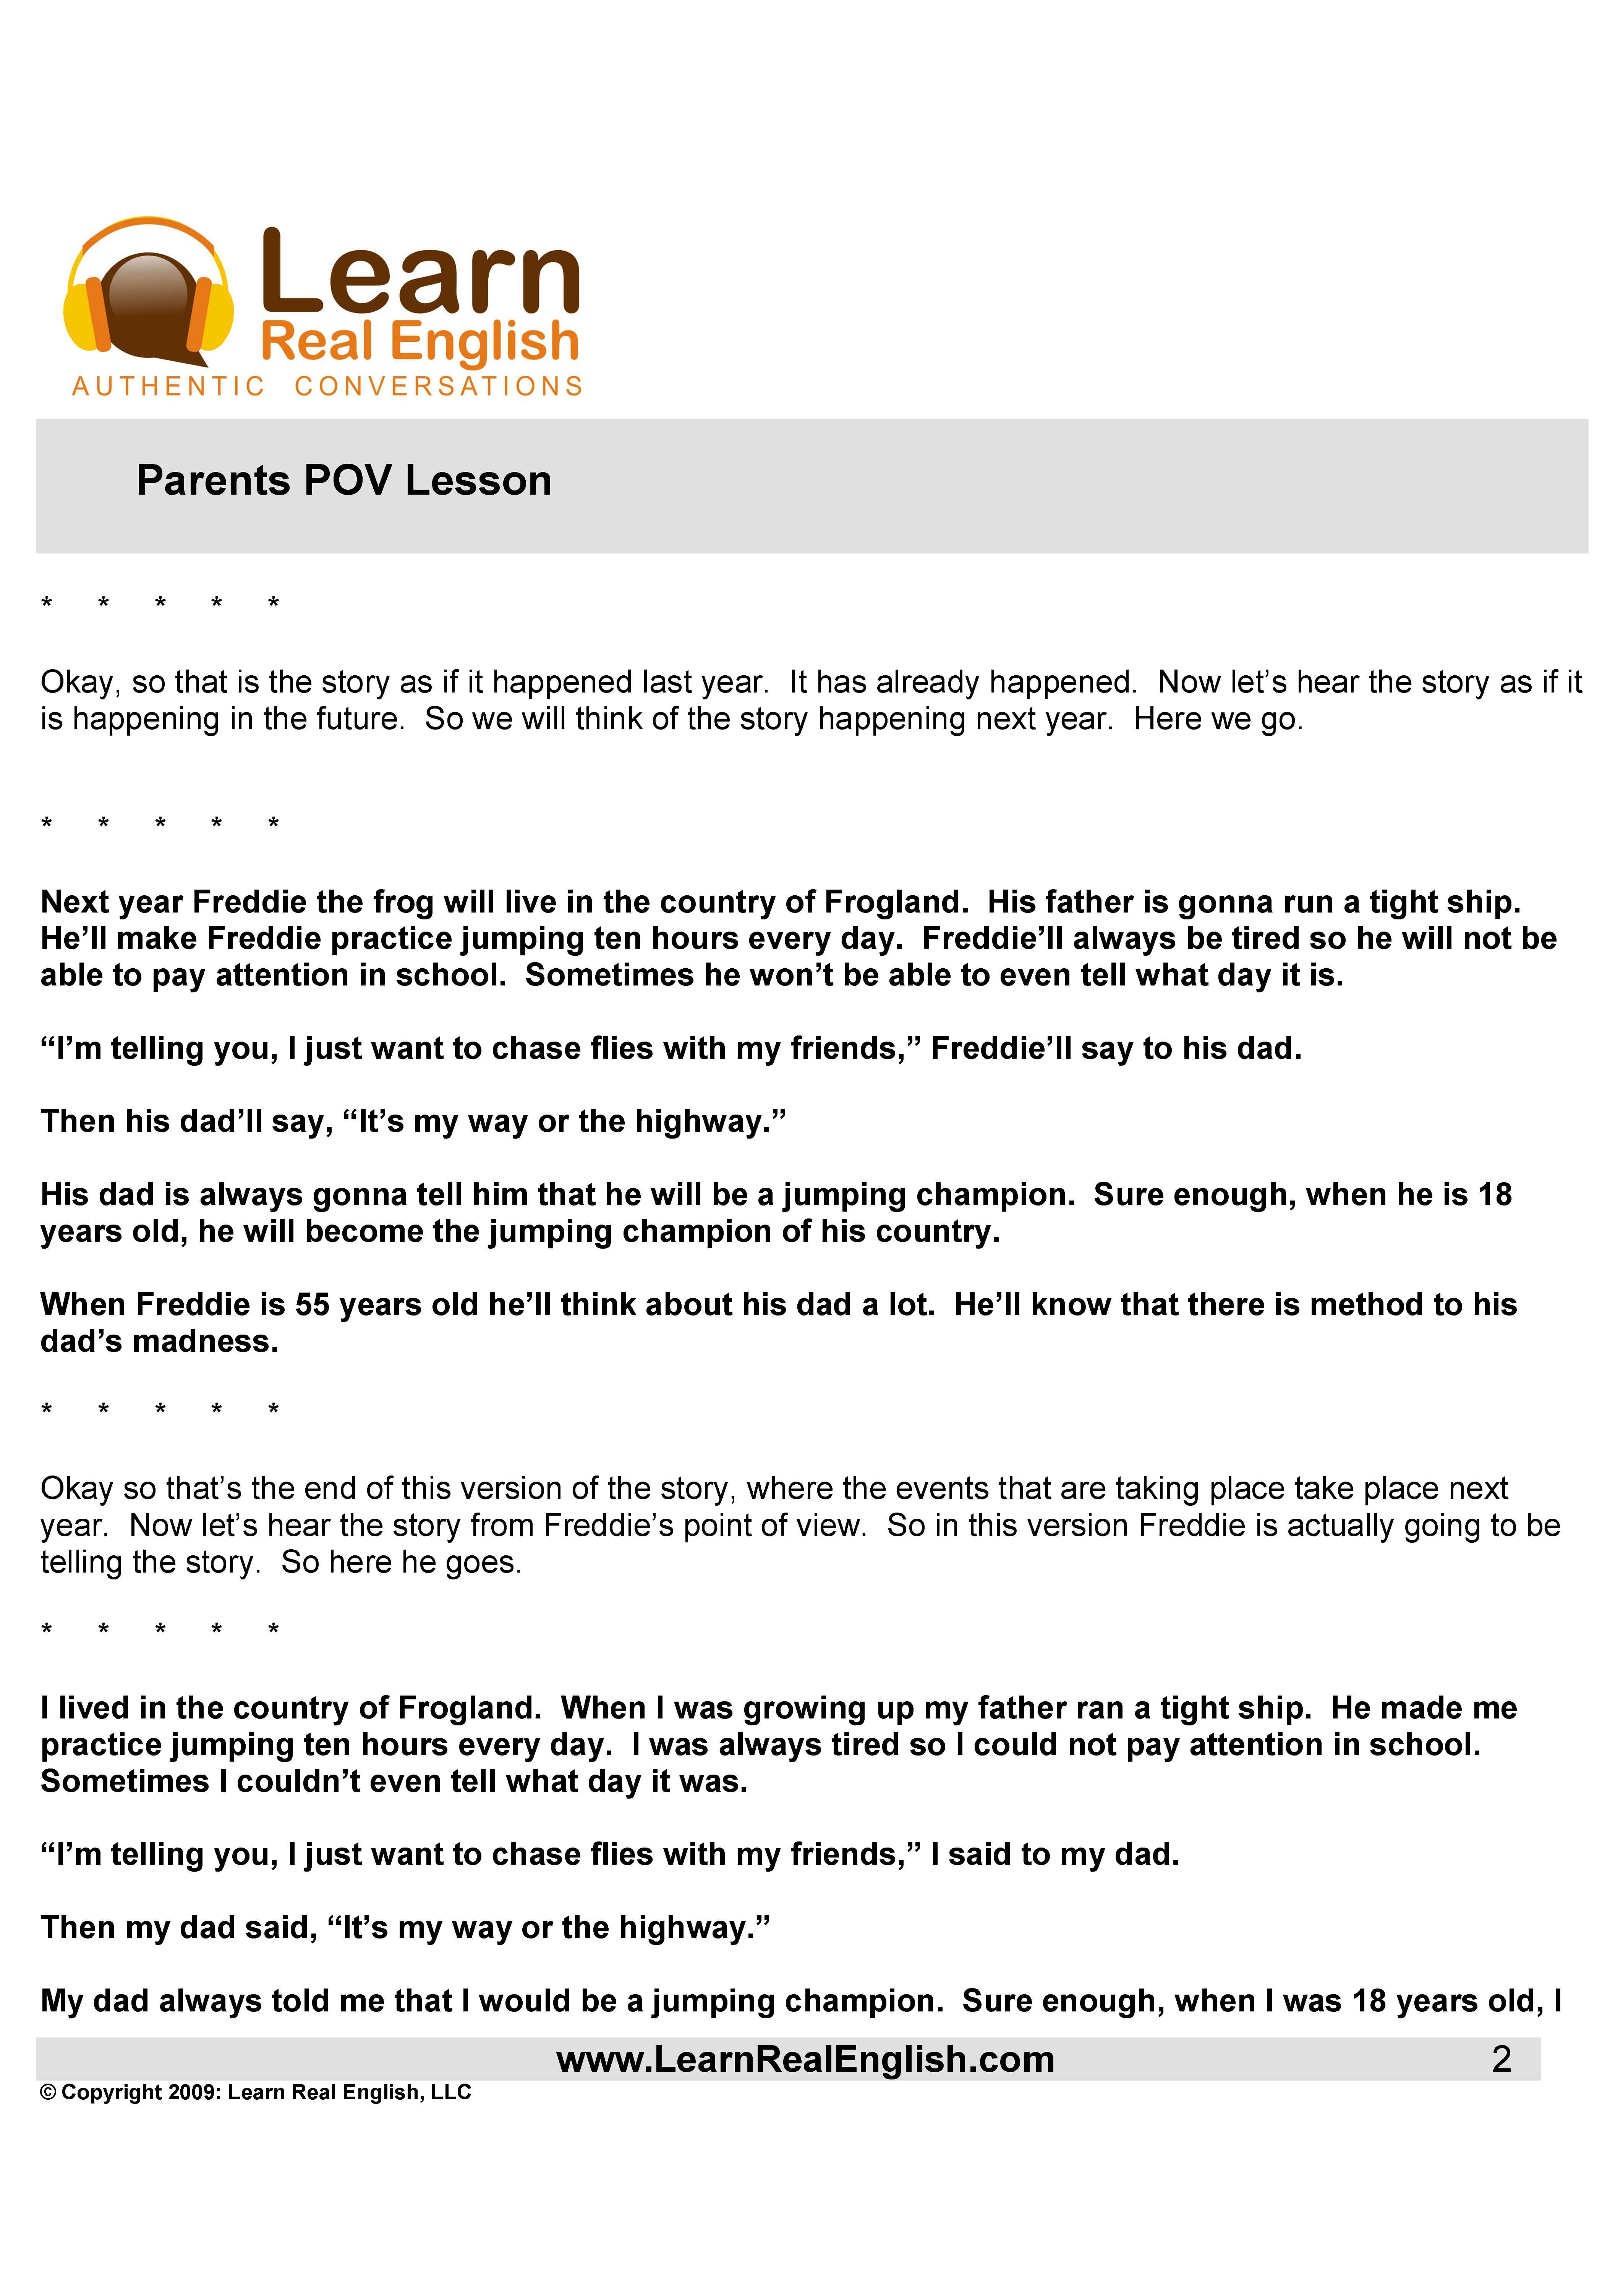 Learn
Real English
AUTHENTIC CONVERSATIONS
Parents POV Lesson
* * * * *
Okay, so that is the story as if it happened last year. It has already happened. Now let’s hear the story as if it
is happening in the future. So we will think of the story happening next year. Here we go.
* * * * *
Next year Freddie the frog will live in the country of Frogland. His father is gonna run a tight ship.
He’ll make Freddie practice jumping ten hours every day. Freddie’ll always be tired so he will not be
able to pay attention in school. Sometimes he won’t be able to even tell what day it is.
“I’m telling you, I just want to chase flies with my friends,” Freddie’ll say to his dad.
Then his dad’ll say, “It’s my way or the highway.”
His dad is always gonna tell him that he will be a jumping champion. Sure enough, when he is 18
years old, he will become the jumping champion of his country.
When Freddie is 55 years old he’ll think about his dad a lot. He’ll know that there is method to his
dad’s madness.
* * * * *
Okay so that’s the end of this version of the story, where the events that are taking place take place next
year. Now let’s hear the story from Freddie’s point of view. So in this version Freddie is actually going to be
telling the story. So here he goes.
* * * * *
I lived in the country of Frogland. When I was growing up my father ran a tight ship. He made me
practice jumping ten hours every day. I was always tired so I could not pay attention in school.
Sometimes I couldn’t even tell what day it was.
“I’m telling you, I just want to chase flies with my friends,” I said to my dad.
Then my dad said, “It’s my way or the highway.”
My dad always told me that I would be a jumping champion. Sure enough, when I was 18 years old, I
www.LearnRealEnglish.com 2
© Copyright 2009: Learn Real English, LLC